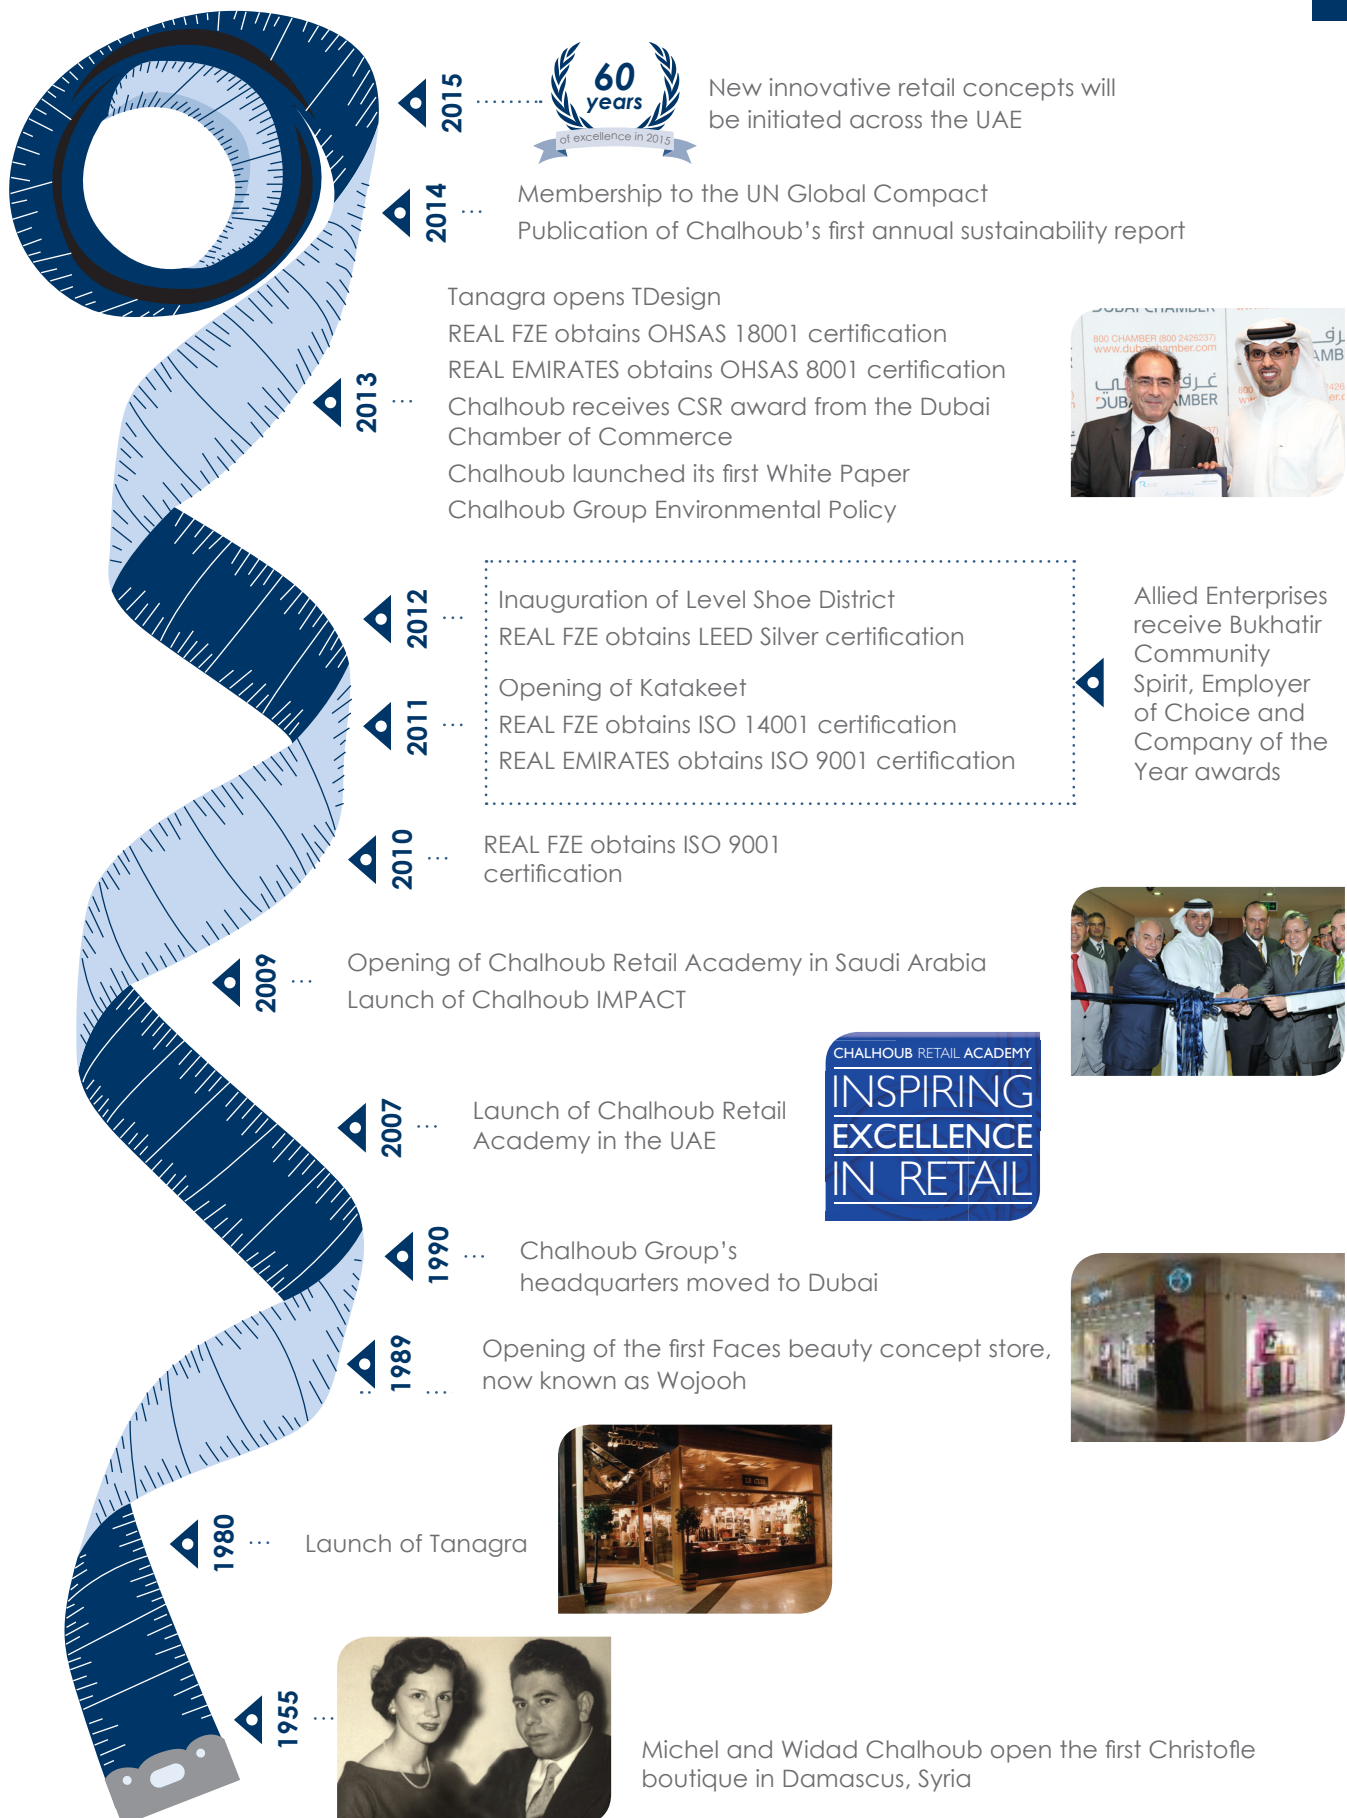 2015
60
years
of excellence in 2015
New innovative retail concepts will
be initiated across the UAE
2014
Membership to the UN Global Compact
Publication of Chalhoub's first annual sustainability report
2013
Tanagra opens TDesign
REAL FZE obtains OHSAS 18001 certification
REAL EMIRATES obtains OHSAS 8001 certification
Chalhoub receives CSR award from the Dubai
Chamber of Commerce
Chalhoub launched its first White Paper
Chalhoub Group Environmental Policy
800 CHAMBER (800 2426237)
www.dubaichamber.com
2012
Inauguration of Level Shoe District
REAL FZE obtains LEED Silver certification
2011
Opening of Katakeet
REAL FZE obtains ISO 14001 certification
REAL EMIRATES obtains ISO 9001 certification
Allied Enterprises
receive Bukhatir
Community
Spirit, Employer
of Choice and
Company of the
Year awards
2010
REAL FZE obtains ISO 9001
certification
2009
Opening of Chalhoub Retail Academy in Saudi Arabia
Launch of Chalhoub IMPACT
2007
Launch of Chalhoub Retail
Academy in the UAE
CHALHOUB RETAIL ACADEMY
INSPIRING
EXCELLENCE
IN RETAIL
1990
Chalhoub Group's
headquarters moved to Dubai
1989
Opening of the first Faces beauty concept store,
now known as Wojooh
1980
Launch of Tanagra
Tanagra
1955
Michel and Widad Chalhoub open the first Christofle
boutique in Damascus, Syria